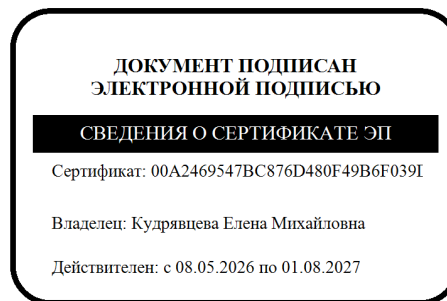 ДОКУМЕНТ ПОДПИСАН
ЭЛЕКТРОННОЙ ПОДПИСЬЮ
СВЕДЕНИЯ О СЕРТИФИКАТЕ ЭП
Сертификат: 00A2469547BC876D480F49B6F039I
Владелец: Кудрявцева Елена Михайловна
Действителен: с 08.05.2026 по 01.08.2027